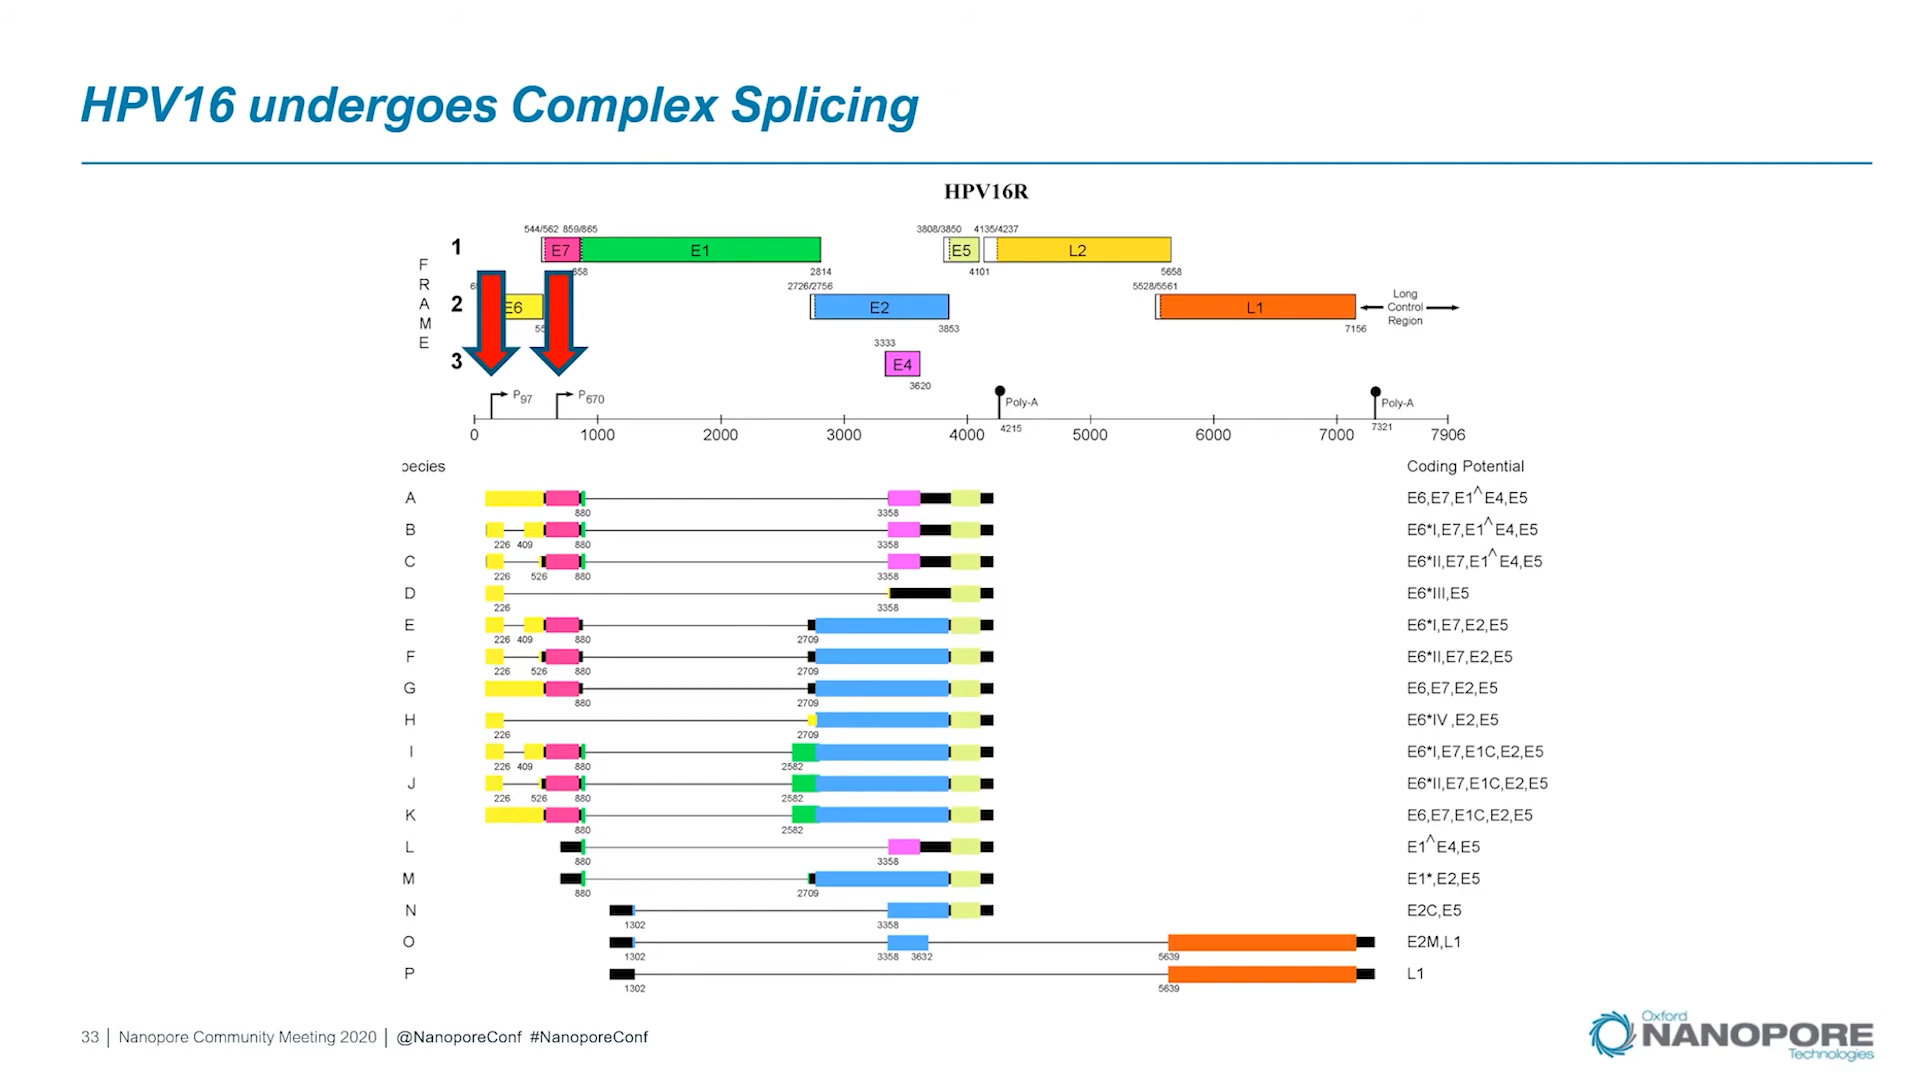 HPV16 undergoes Complex Splicing
HPV16R
544/562 859/865
3808/3850 4135/4237
1 E7 E1 E5 L2
858 2814 4101 5658
2726/2756 5528/5561
FRAME
2 E6 E2 L1
Long Control Region
3853 7156
3333
3 E4
3620
P97 P670 Poly-A Poly-A
0 1000 2000 3000 4000 4215 5000 6000 7000 7321 7906
pecies Coding Potential
A E6,E7,E1^E4,E5
880 3358
B E6*I,E7,E1^E4,E5
226 409 880 3358
C E6*II,E7,E1^E4,E5
226 526 880 3358
D E6*III,E5
226 3358
E E6*I,E7,E2,E5
226 409 880 2709
F E6*II,E7,E2,E5
226 526 880 2709
G E6,E7,E2,E5
880 2709
H E6*IV ,E2,E5
226 2709
I E6*I,E7,E1C,E2,E5
226 409 880 2582
J E6*II,E7,E1C,E2,E5
226 526 880 2582
K E6,E7,E1C,E2,E5
880 2582
L E1^E4,E5
880 3358
M E1*,E2,E5
880 2709
N E2C,E5
1302 3358
O E2M,L1
1302 3358 3632 5639
P L1
1302 5639
33 | Nanopore Community Meeting 2020 | @NanoporeConf #NanoporeConf
Oxford
NANOPORE
Technologies